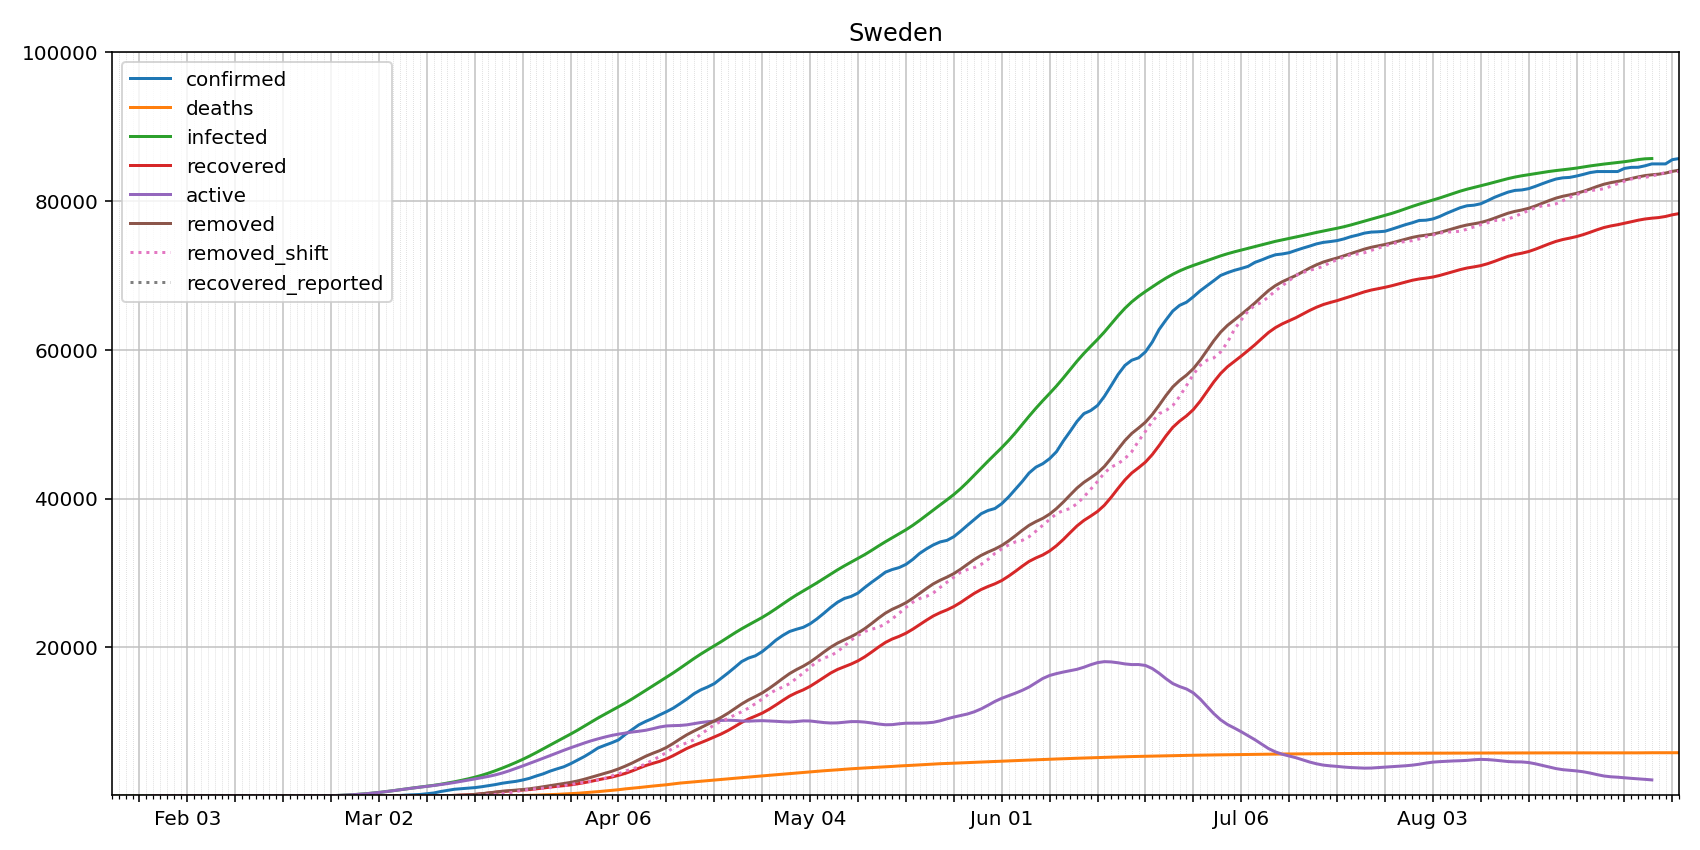 Sweden
100000
80000
60000
40000
20000
confirmed
deaths
infected
recovered
active
removed
removed_shift
recovered_reported
Feb 03 Mar 02 Apr 06 May 04 Jun 01 Jul 06 Aug 03